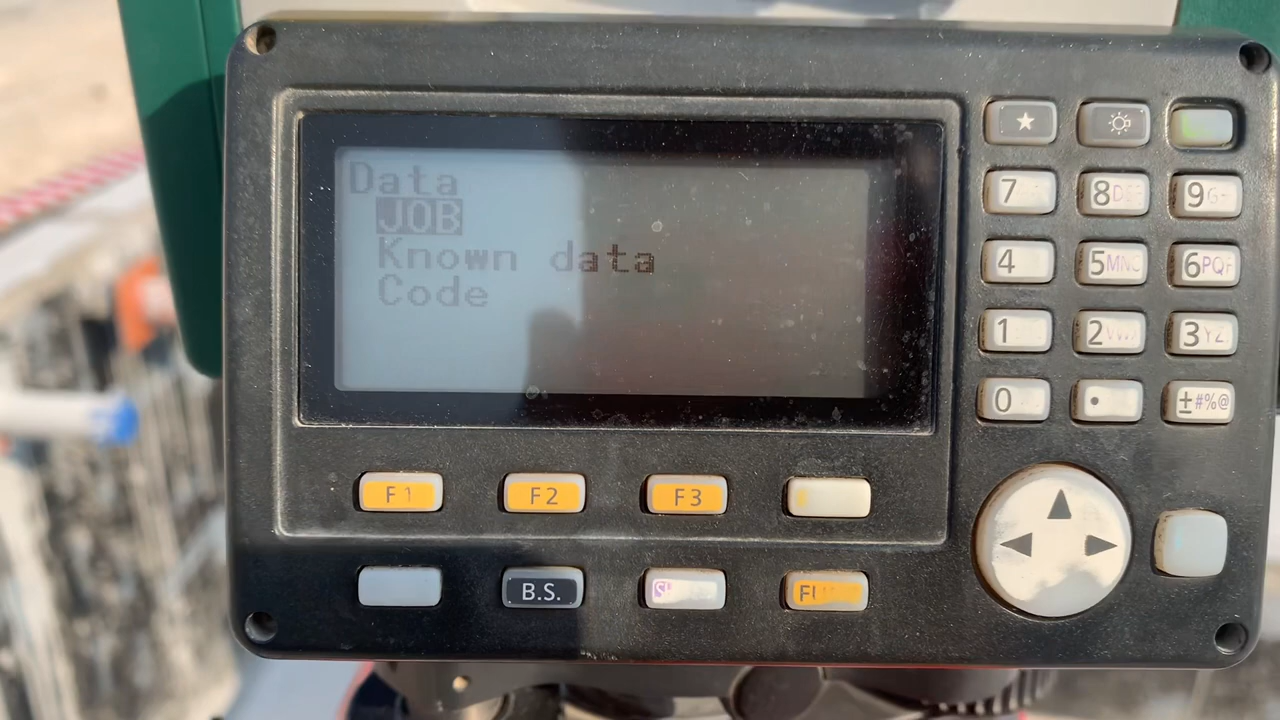 Data
JOB
Known data
Code
★
7
8
9
4
5MNO
6PQR
1
2
3YZ
0
.
±#%@
F1
F2
F3
B.S.